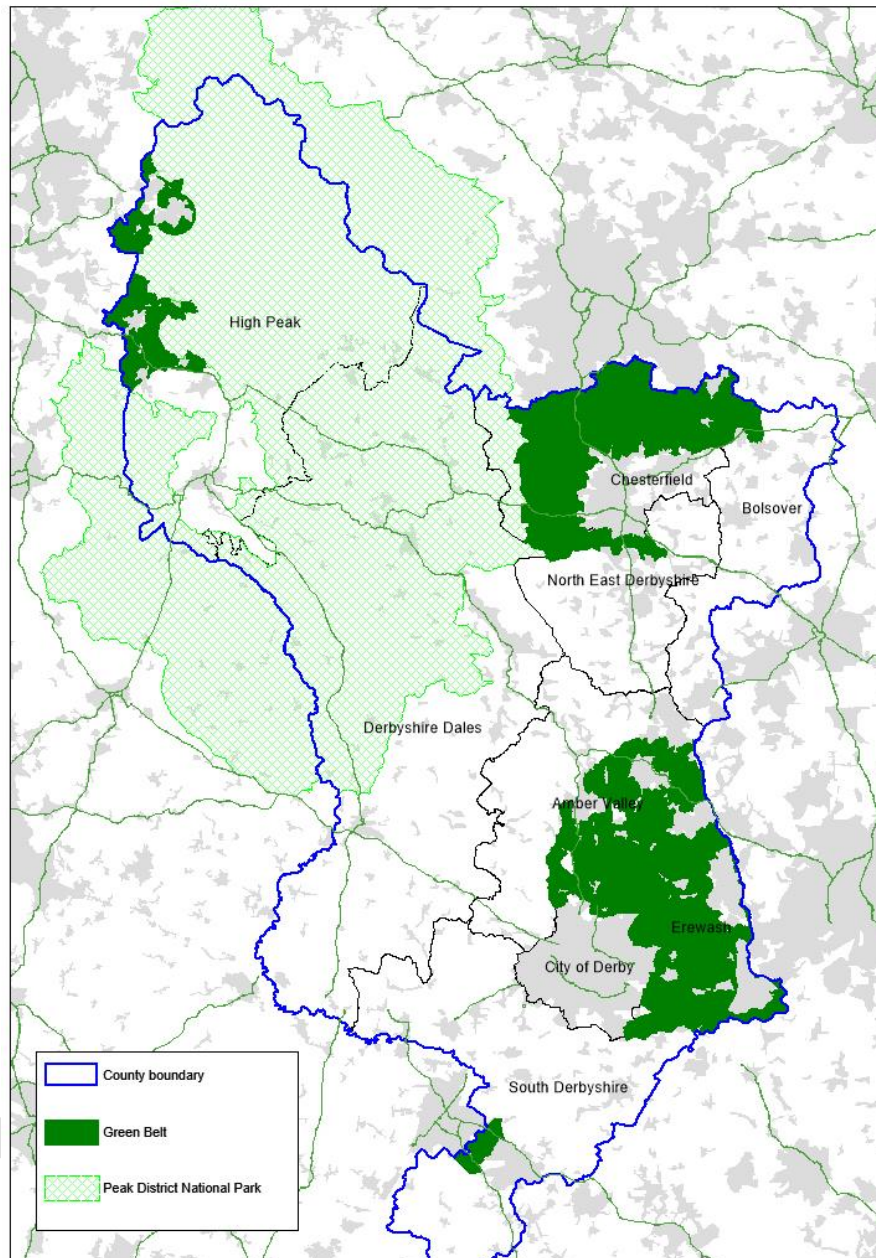 High Peak
Chesterfield
Bolsover
North East Derbyshire
Derbyshire Dales
Amber Valley
Erewash
City of Derby
South Derbyshire
County boundary
Green Belt
Peak District National Park